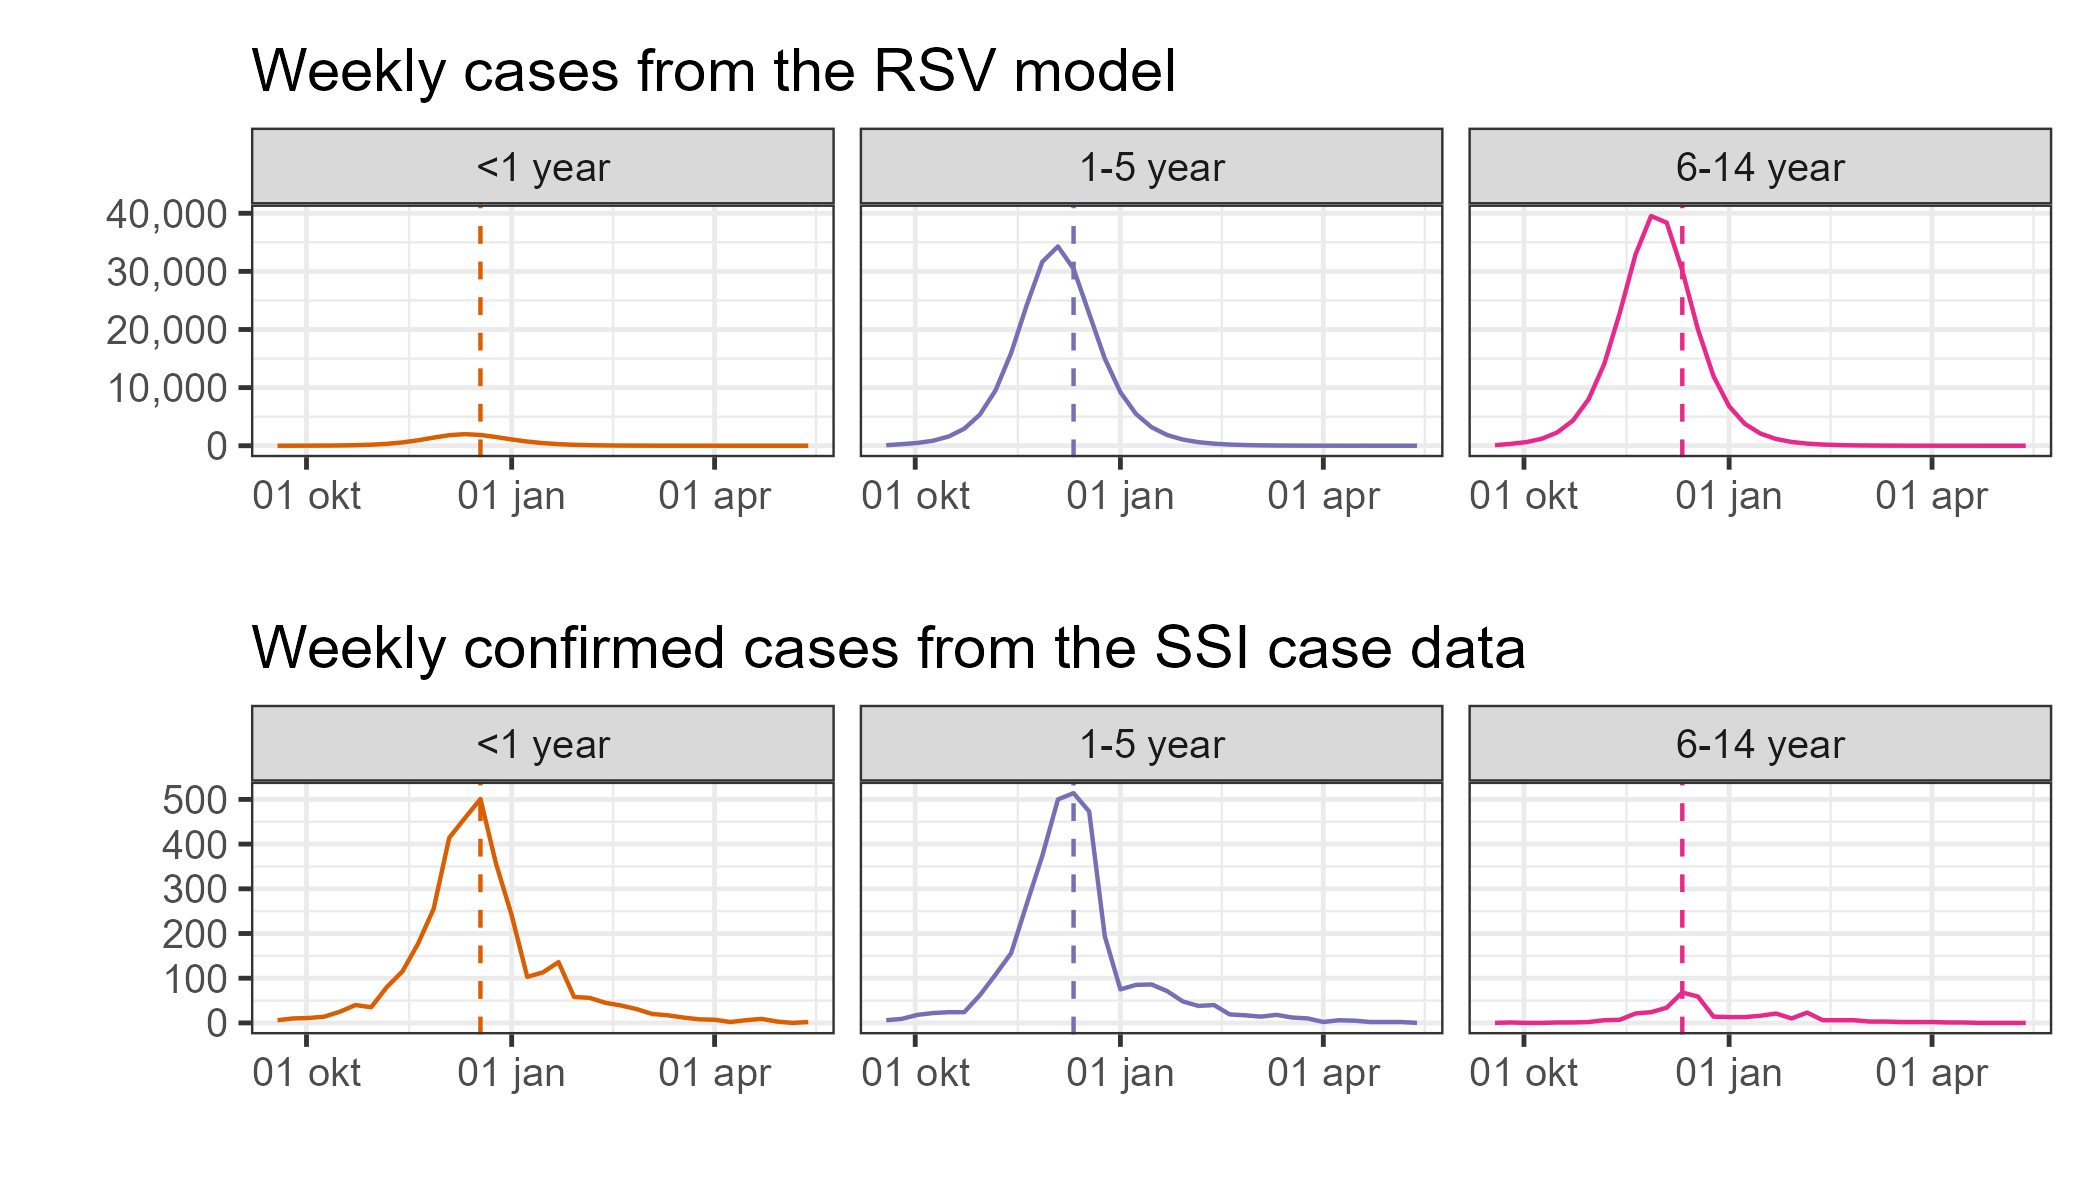 Weekly cases from the RSV model
<1 year
1-5 year
6-14 year
40,000
30,000
20,000
10,000
0
01 okt
01 jan
01 apr
01 okt
01 jan
01 apr
01 okt
01 jan
01 apr
Weekly confirmed cases from the SSI case data
<1 year
1-5 year
6-14 year
500
400
300
200
100
0
01 okt
01 jan
01 apr
01 okt
01 jan
01 apr
01 okt
01 jan
01 apr